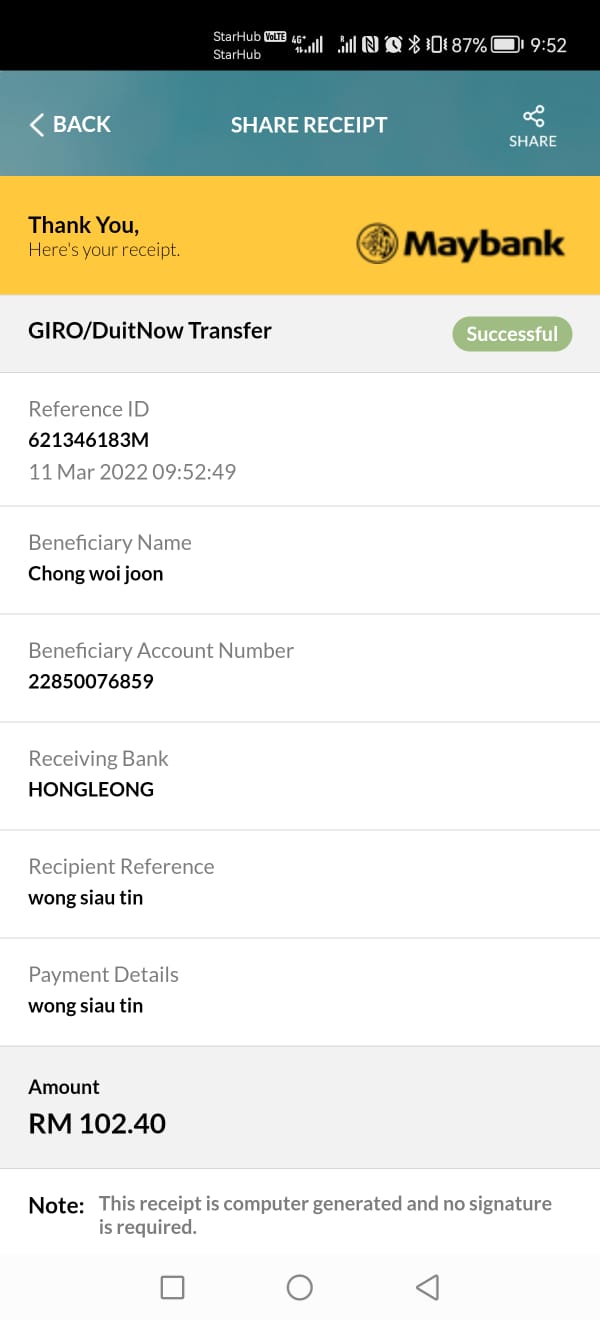 StarHub VoLTE 4G+ R 87% 9:52
StarHub
BACK
SHARE RECEIPT
SHARE
Thank You,
Here's your receipt.
Maybank
GIRO/DuitNow Transfer
Successful
Reference ID
621346183M
11 Mar 2022 09:52:49
Beneficiary Name
Chong woi joon
Beneficiary Account Number
22850076859
Receiving Bank
HONGLEONG
Recipient Reference
wong siau tin
Payment Details
wong siau tin
Amount
RM 102.40
Note: This receipt is computer generated and no signature
is required.